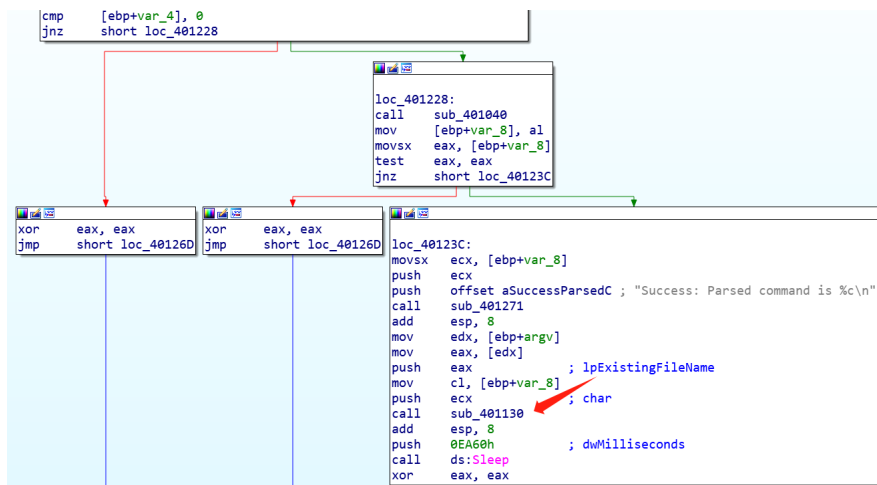 cmp [ebp+var_4], 0
jnz short loc_401228
loc_401228:
call sub_401040
mov [ebp+var_8], al
movsx eax, [ebp+var_8]
test eax, eax
jnz short loc_40123C
xor eax, eax
jmp short loc_40126D
xor eax, eax
jmp short loc_40126D
loc_40123C:
movsx ecx, [ebp+var_8]
push ecx
push offset aSuccessParsedC ; "Success: Parsed command is %c\n"
call sub_401271
add esp, 8
mov edx, [ebp+argv]
mov eax, [edx]
push eax ; lpExistingFileName
mov cl, [ebp+var_8]
push ecx ; char
call sub_401130
add esp, 8
push 0EA60h ; dwMilliseconds
call ds:Sleep
xor eax, eax